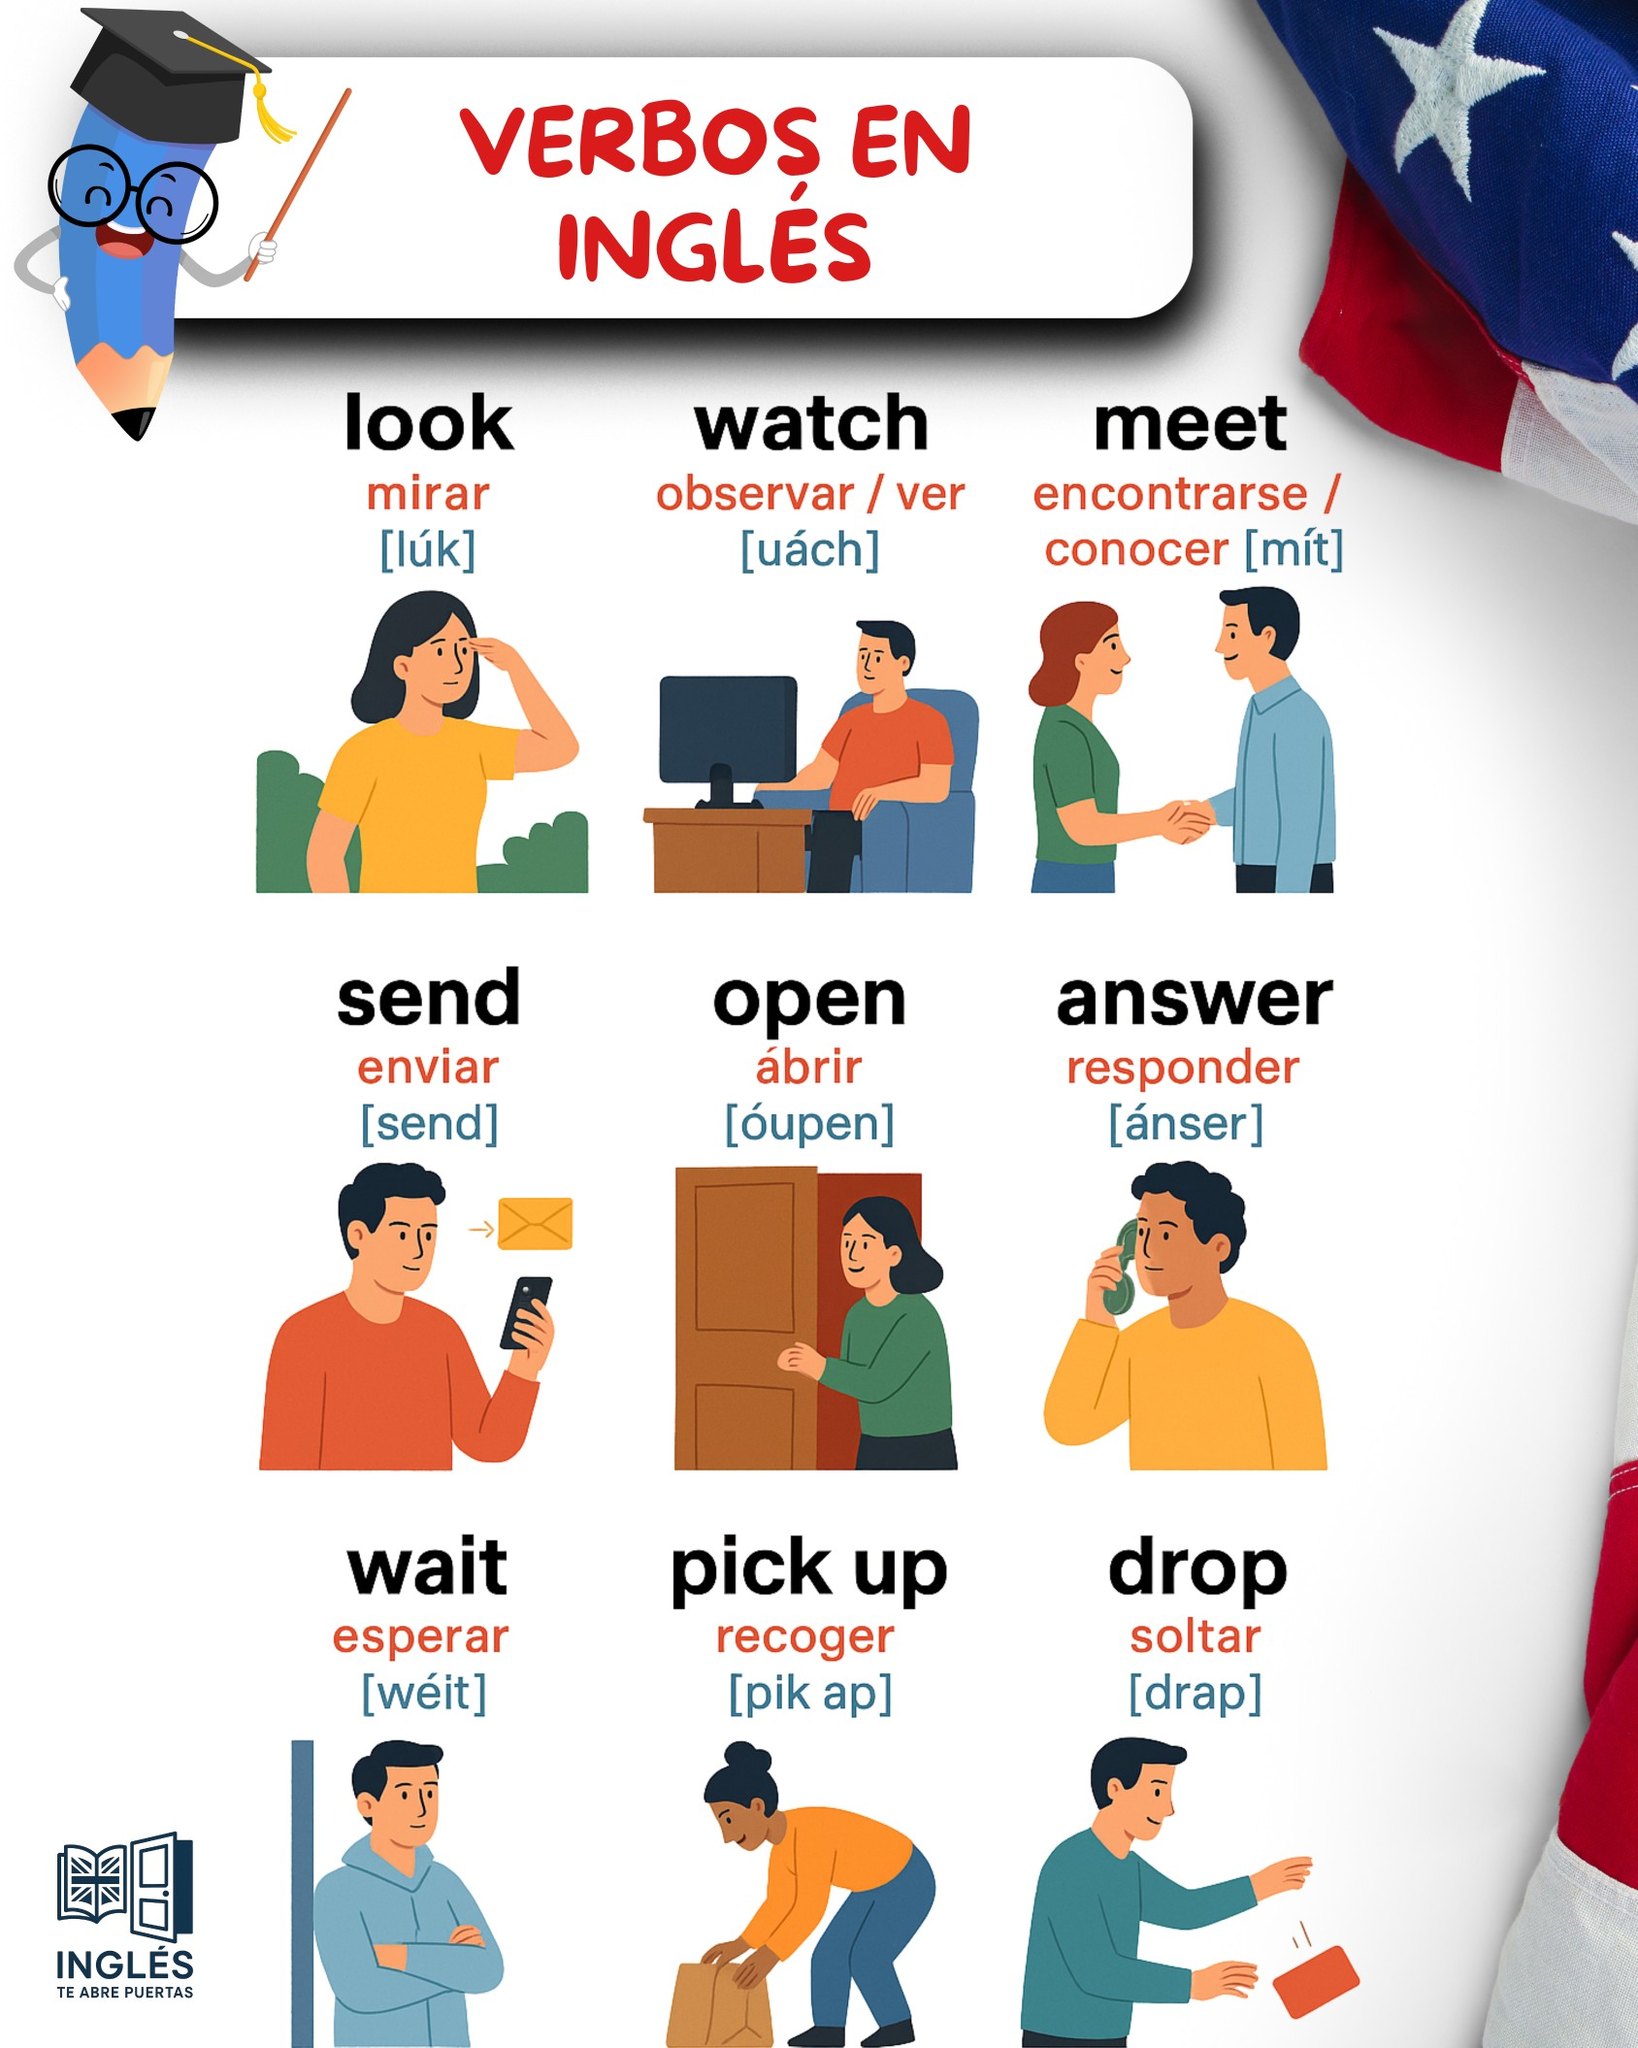 VERBOS EN
INGLÉS
look
mirar
[lúk]
watch
observar / ver
[uách]
meet
encontrarse /
conocer [mít]
send
enviar
[send]
open
ábrir
[óupen]
answer
responder
[ánser]
wait
esperar
[wéit]
pick up
recoger
[pik ap]
drop
soltar
[drap]
INGLÉS
TE ABRE PUERTAS